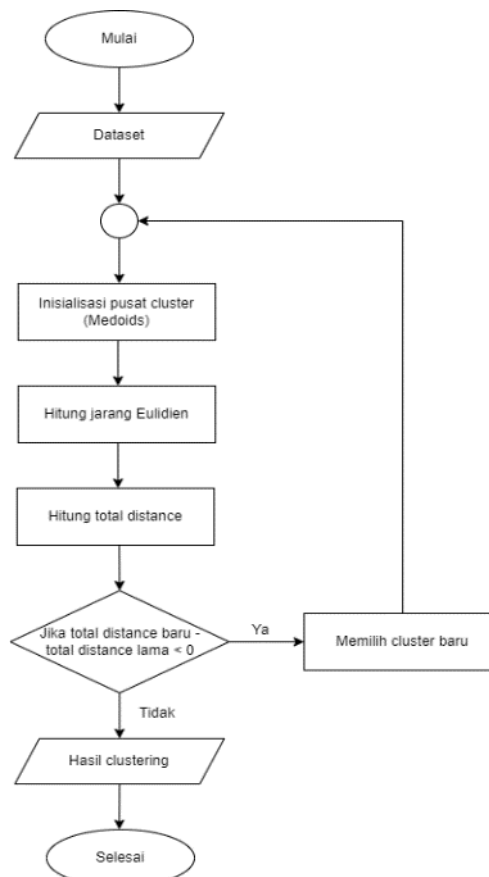 Mulai
Dataset
Inisialisasi pusat cluster
(Medoids)
Hitung jarang Eulidien
Hitung total distance
Jika total distance baru -
total distance lama < 0
Ya
Memilih cluster baru
Tidak
Hasil clustering
Selesai